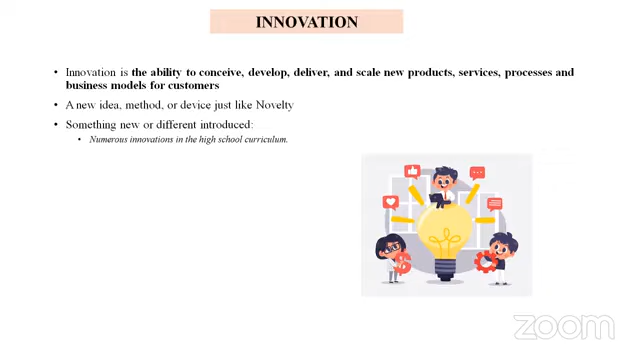 INNOVATION
• Innovation is the ability to conceive, develop, deliver, and scale new products, services, processes and
business models for customers
• A new idea, method, or device just like Novelty
• Something new or different introduced:
• Numerous innovations in the high school curriculum.
$
zoom